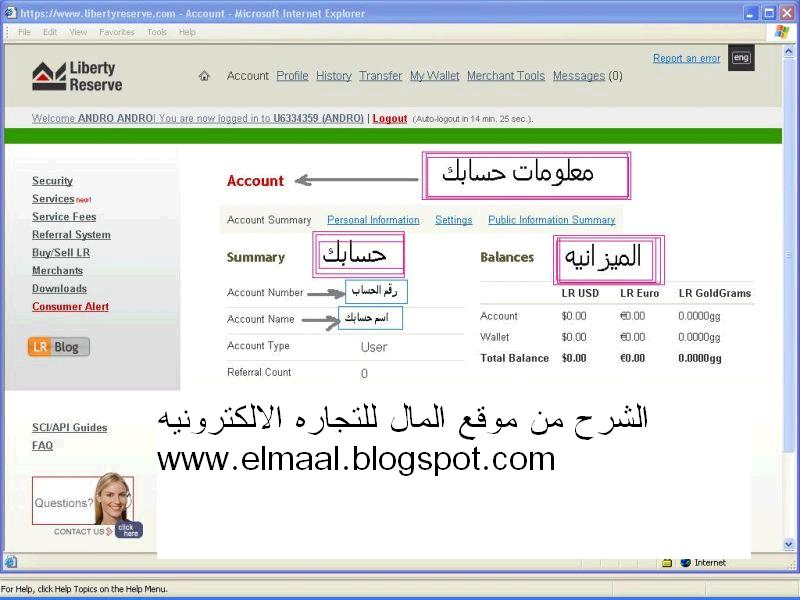 https://www.libertyreserve.com - Account - Microsoft Internet Explorer
File Edit View Favorites Tools Help
Report an error eng
Liberty Reserve
Account Profile History Transfer My Wallet Merchant Tools Messages (0)
Welcome ANDRO ANDRO! You are now logged in to U6334359 (ANDRO) | Logout (Auto-logout in 14 min. 25 sec.).
Security
Services new!
Service Fees
Referral System
Buy/Sell LR
Merchants
Downloads
Consumer Alert
LR Blog
SCI/API Guides
FAQ
Questions?
CONTACT US click here
Account معلومات حسابك
Account Summary Personal Information Settings Public Information Summary
Summary حسابك
Account Number رقم الحساب
Account Name اسم حسابك
Account Type User
Referral Count 0
Balances الميزانيه
LR USD LR Euro LR GoldGrams
Account $0.00 €0.00 0.0000gg
Wallet $0.00 €0.00 0.0000gg
Total Balance $0.00 €0.00 0.0000gg
الشرح من موقع المال للتجاره الالكترونيه
www.elmaal.blogspot.com
Internet
For Help, click Help Topics on the Help Menu.